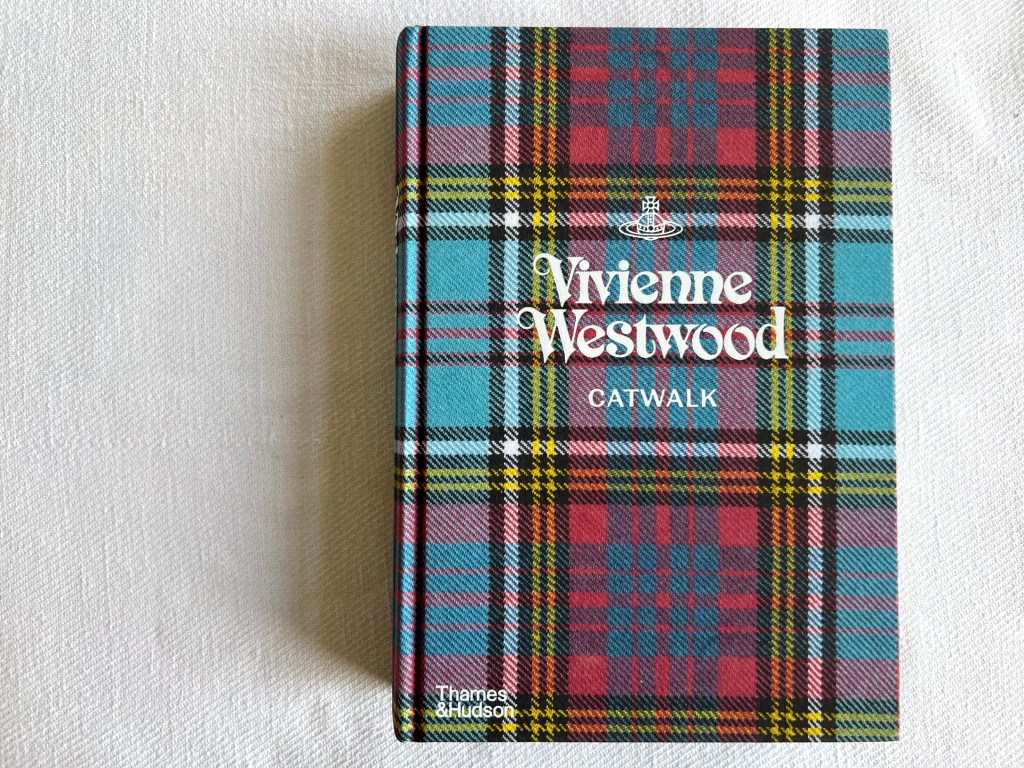 Vivienne
Westwood
CATWALK
Thames
&Hudson